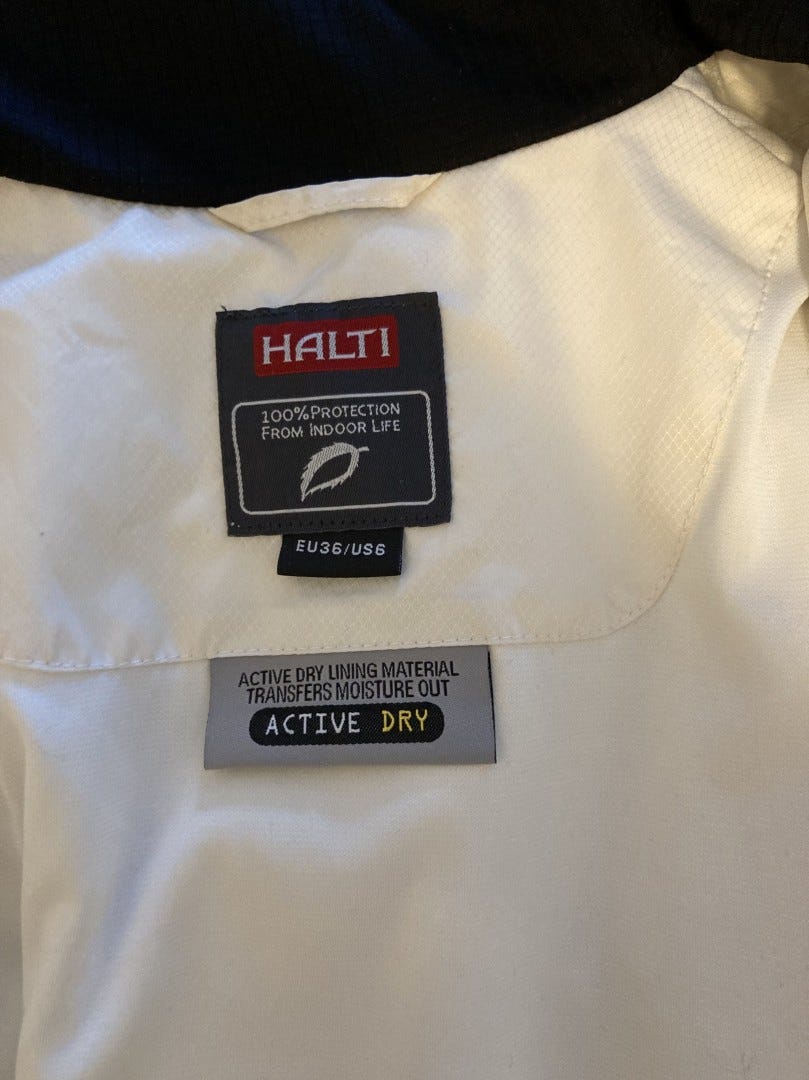 HALTI
100% PROTECTION
FROM INDOOR LIFE
EU36/US6
ACTIVE DRY LINING MATERIAL
TRANSFERS MOISTURE OUT
ACTIVE DRY